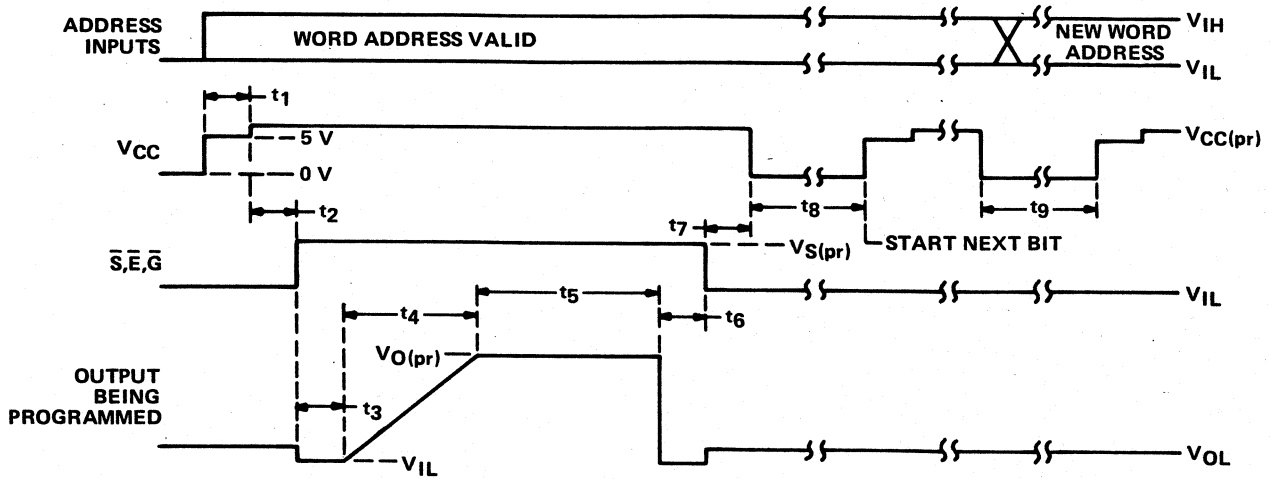 ADDRESS
INPUTS
WORD ADDRESS VALID
NEW WORD
ADDRESS
VIH
VIL
t1
VCC
5 V
0 V
VCC(pr)
t2
t7
t8
t9
START NEXT BIT
S̅,E̅,G̅
VS(pr)
VIL
t4
t5
t6
VO(pr)
OUTPUT
BEING
PROGRAMMED
t3
VIL
VOL